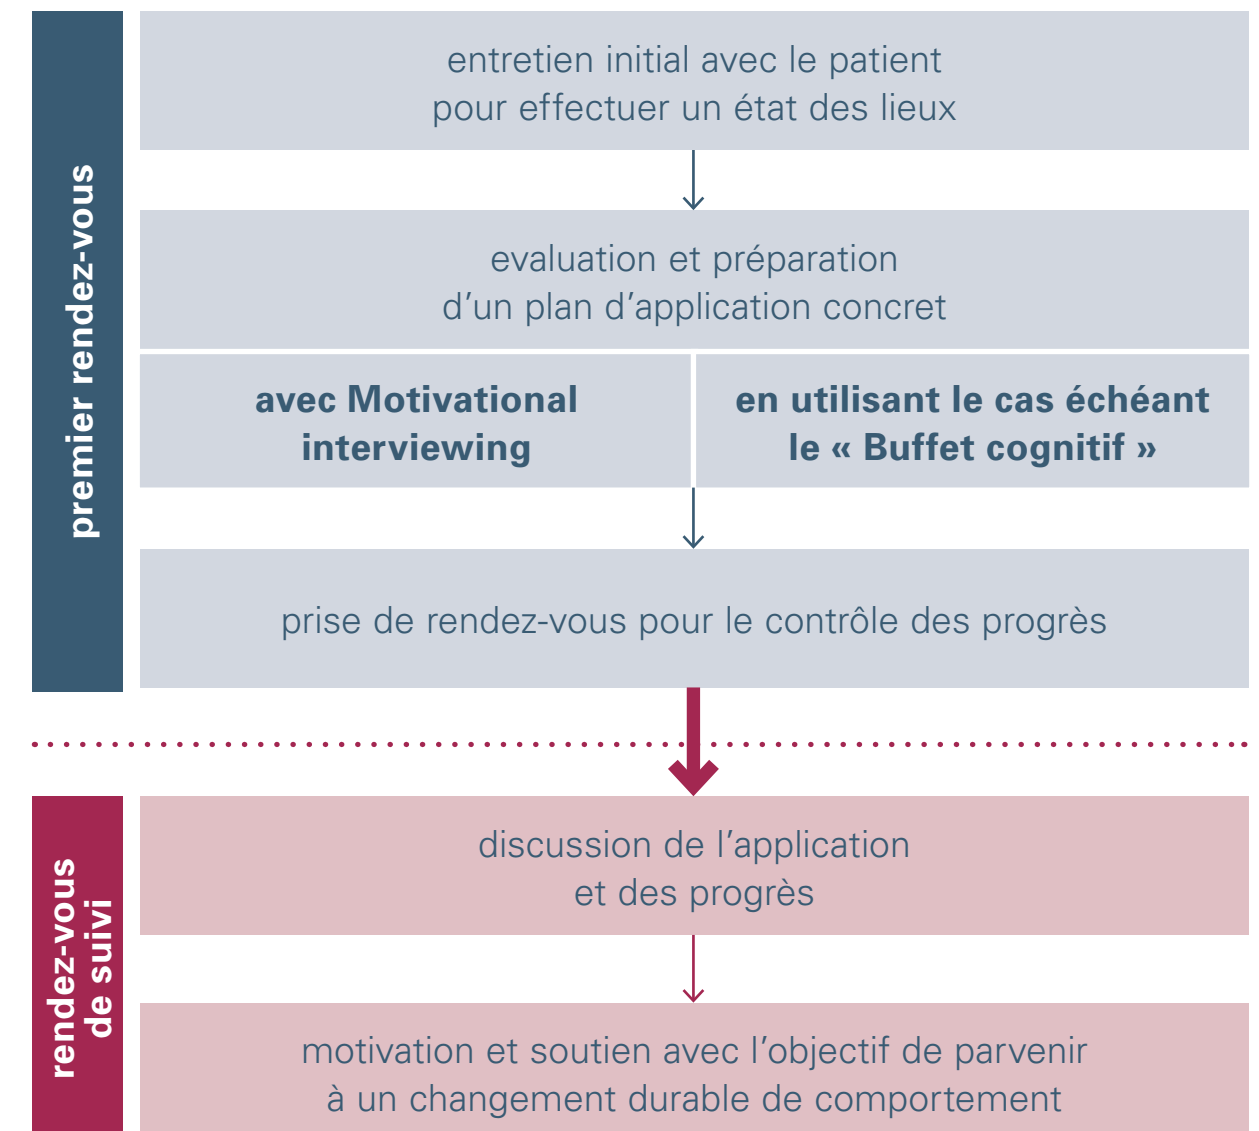 premier rendez-vous
entretien initial avec le patient
pour effectuer un état des lieux
evaluation et préparation
d’un plan d’application concret
avec Motivational
interviewing
en utilisant le cas échéant
le « Buffet cognitif »
prise de rendez-vous pour le contrôle des progrès
rendez-vous
de suivi
discussion de l’application
et des progrès
motivation et soutien avec l’objectif de parvenir
à un changement durable de comportement